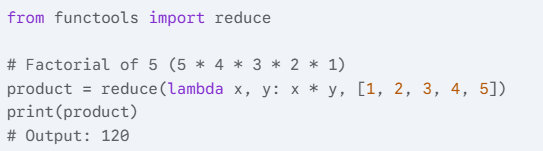 from functools import reduce
# Factorial of 5 (5 * 4 * 3 * 2 * 1)
product = reduce(lambda x, y: x * y, [1, 2, 3, 4, 5])
print(product)
# Output: 120